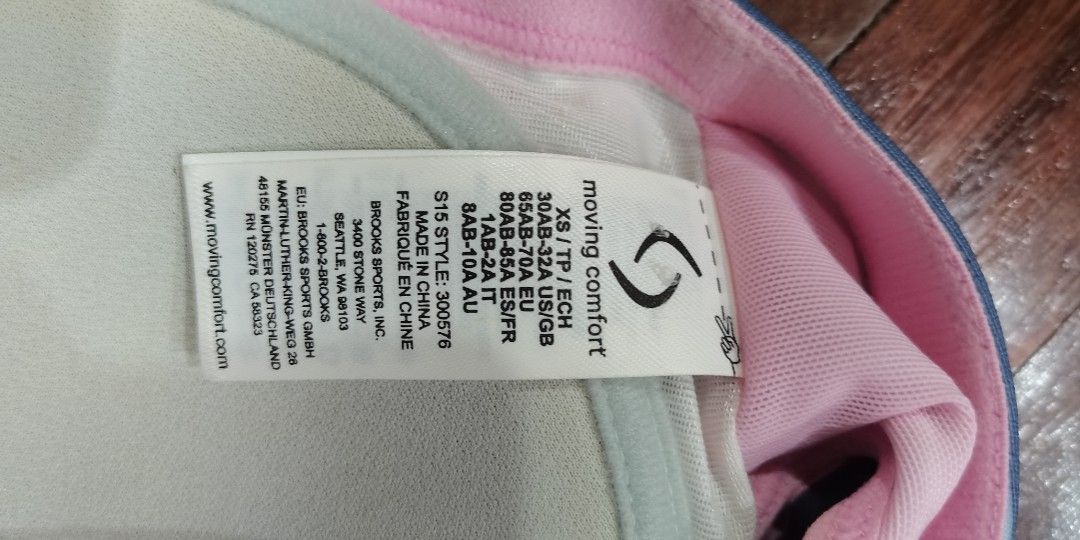 moving comfort
XS / TP / ECH
30AB-32A US/GB
65AB-70A EU
80AB-85A ES/FR
1AB-2A IT
8AB-10A AU
S15 STYLE: 300576
MADE IN CHINA
FABRIQUÉ EN CHINE
BROOKS SPORTS, INC.
3400 STONE WAY
SEATTLE, WA 98103
1-800-2-BROOKS
EU: BROOKS SPORTS GMBH
MARTIN-LUTHER-KING-WEG 26
48155 MÜNSTER DEUTSCHLAND
RN 120275 CA 58323
www.movingcomfort.com